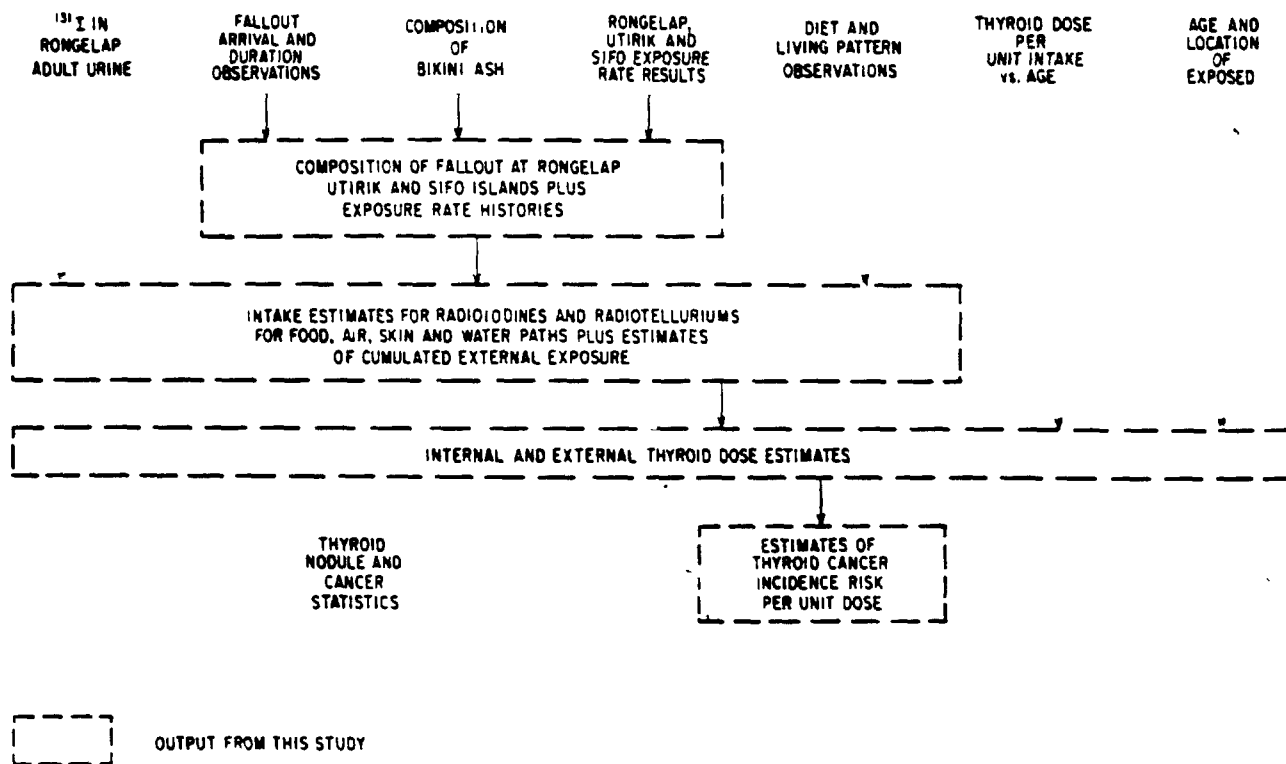 131 I IN
RONGELAP
ADULT URINE
FALLOUT
ARRIVAL AND
DURATION
OBSERVATIONS
COMPOSITION
OF
BIKINI ASH
RONGELAP,
UTIRIK AND
SIFO EXPOSURE
RATE RESULTS
DIET AND
LIVING PATTERN
OBSERVATIONS
THYROID DOSE
PER
UNIT INTAKE
vs. AGE
AGE AND
LOCATION
OF
EXPOSED
COMPOSITION OF FALLOUT AT RONGELAP
UTIRIK AND SIFO ISLANDS PLUS
EXPOSURE RATE HISTORIES
INTAKE ESTIMATES FOR RADIOIODINES AND RADIOTELLURIUMS
FOR FOOD, AIR, SKIN AND WATER PATHS PLUS ESTIMATES
OF CUMULATED EXTERNAL EXPOSURE
INTERNAL AND EXTERNAL THYROID DOSE ESTIMATES
THYROID
NODULE AND
CANCER
STATISTICS
ESTIMATES OF
THYROID CANCER
INCIDENCE RISK
PER UNIT DOSE
OUTPUT FROM THIS STUDY